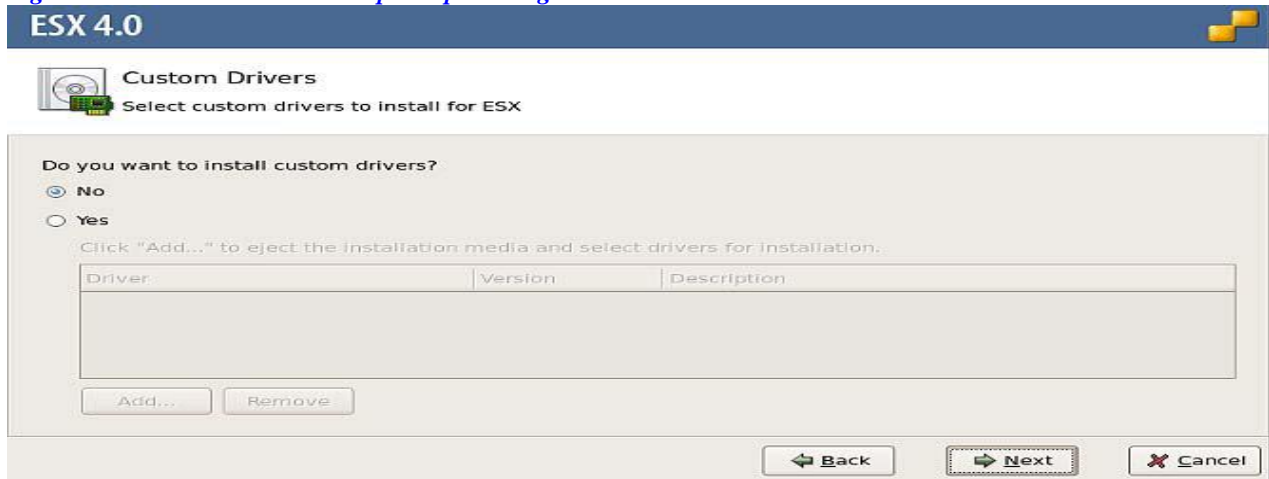 ESX 4.0
Custom Drivers
Select custom drivers to install for ESX
Do you want to install custom drivers?
No
Yes
Click "Add..." to eject the installation media and select drivers for installation.
Driver Version Description
Add... Remove
Back Next Cancel